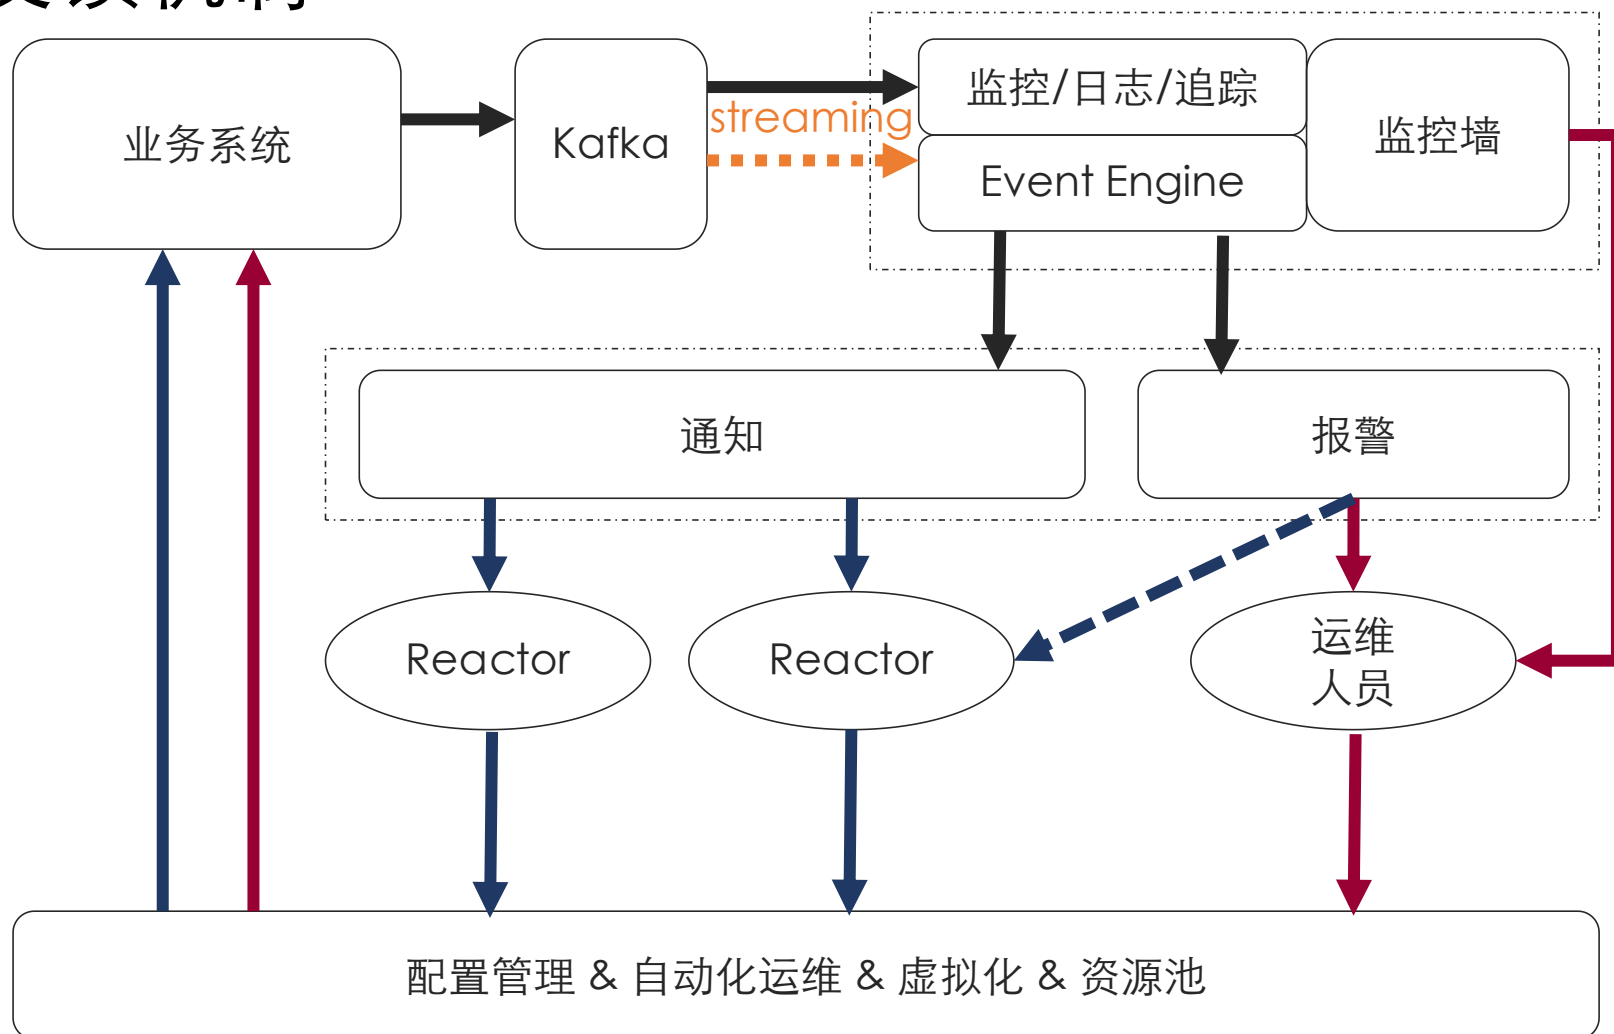 业务系统
Kafka
streaming
监控/日志/追踪
Event Engine
监控墙
通知
报警
Reactor
Reactor
运维
人员
配置管理 & 自动化运维 & 虚拟化 & 资源池